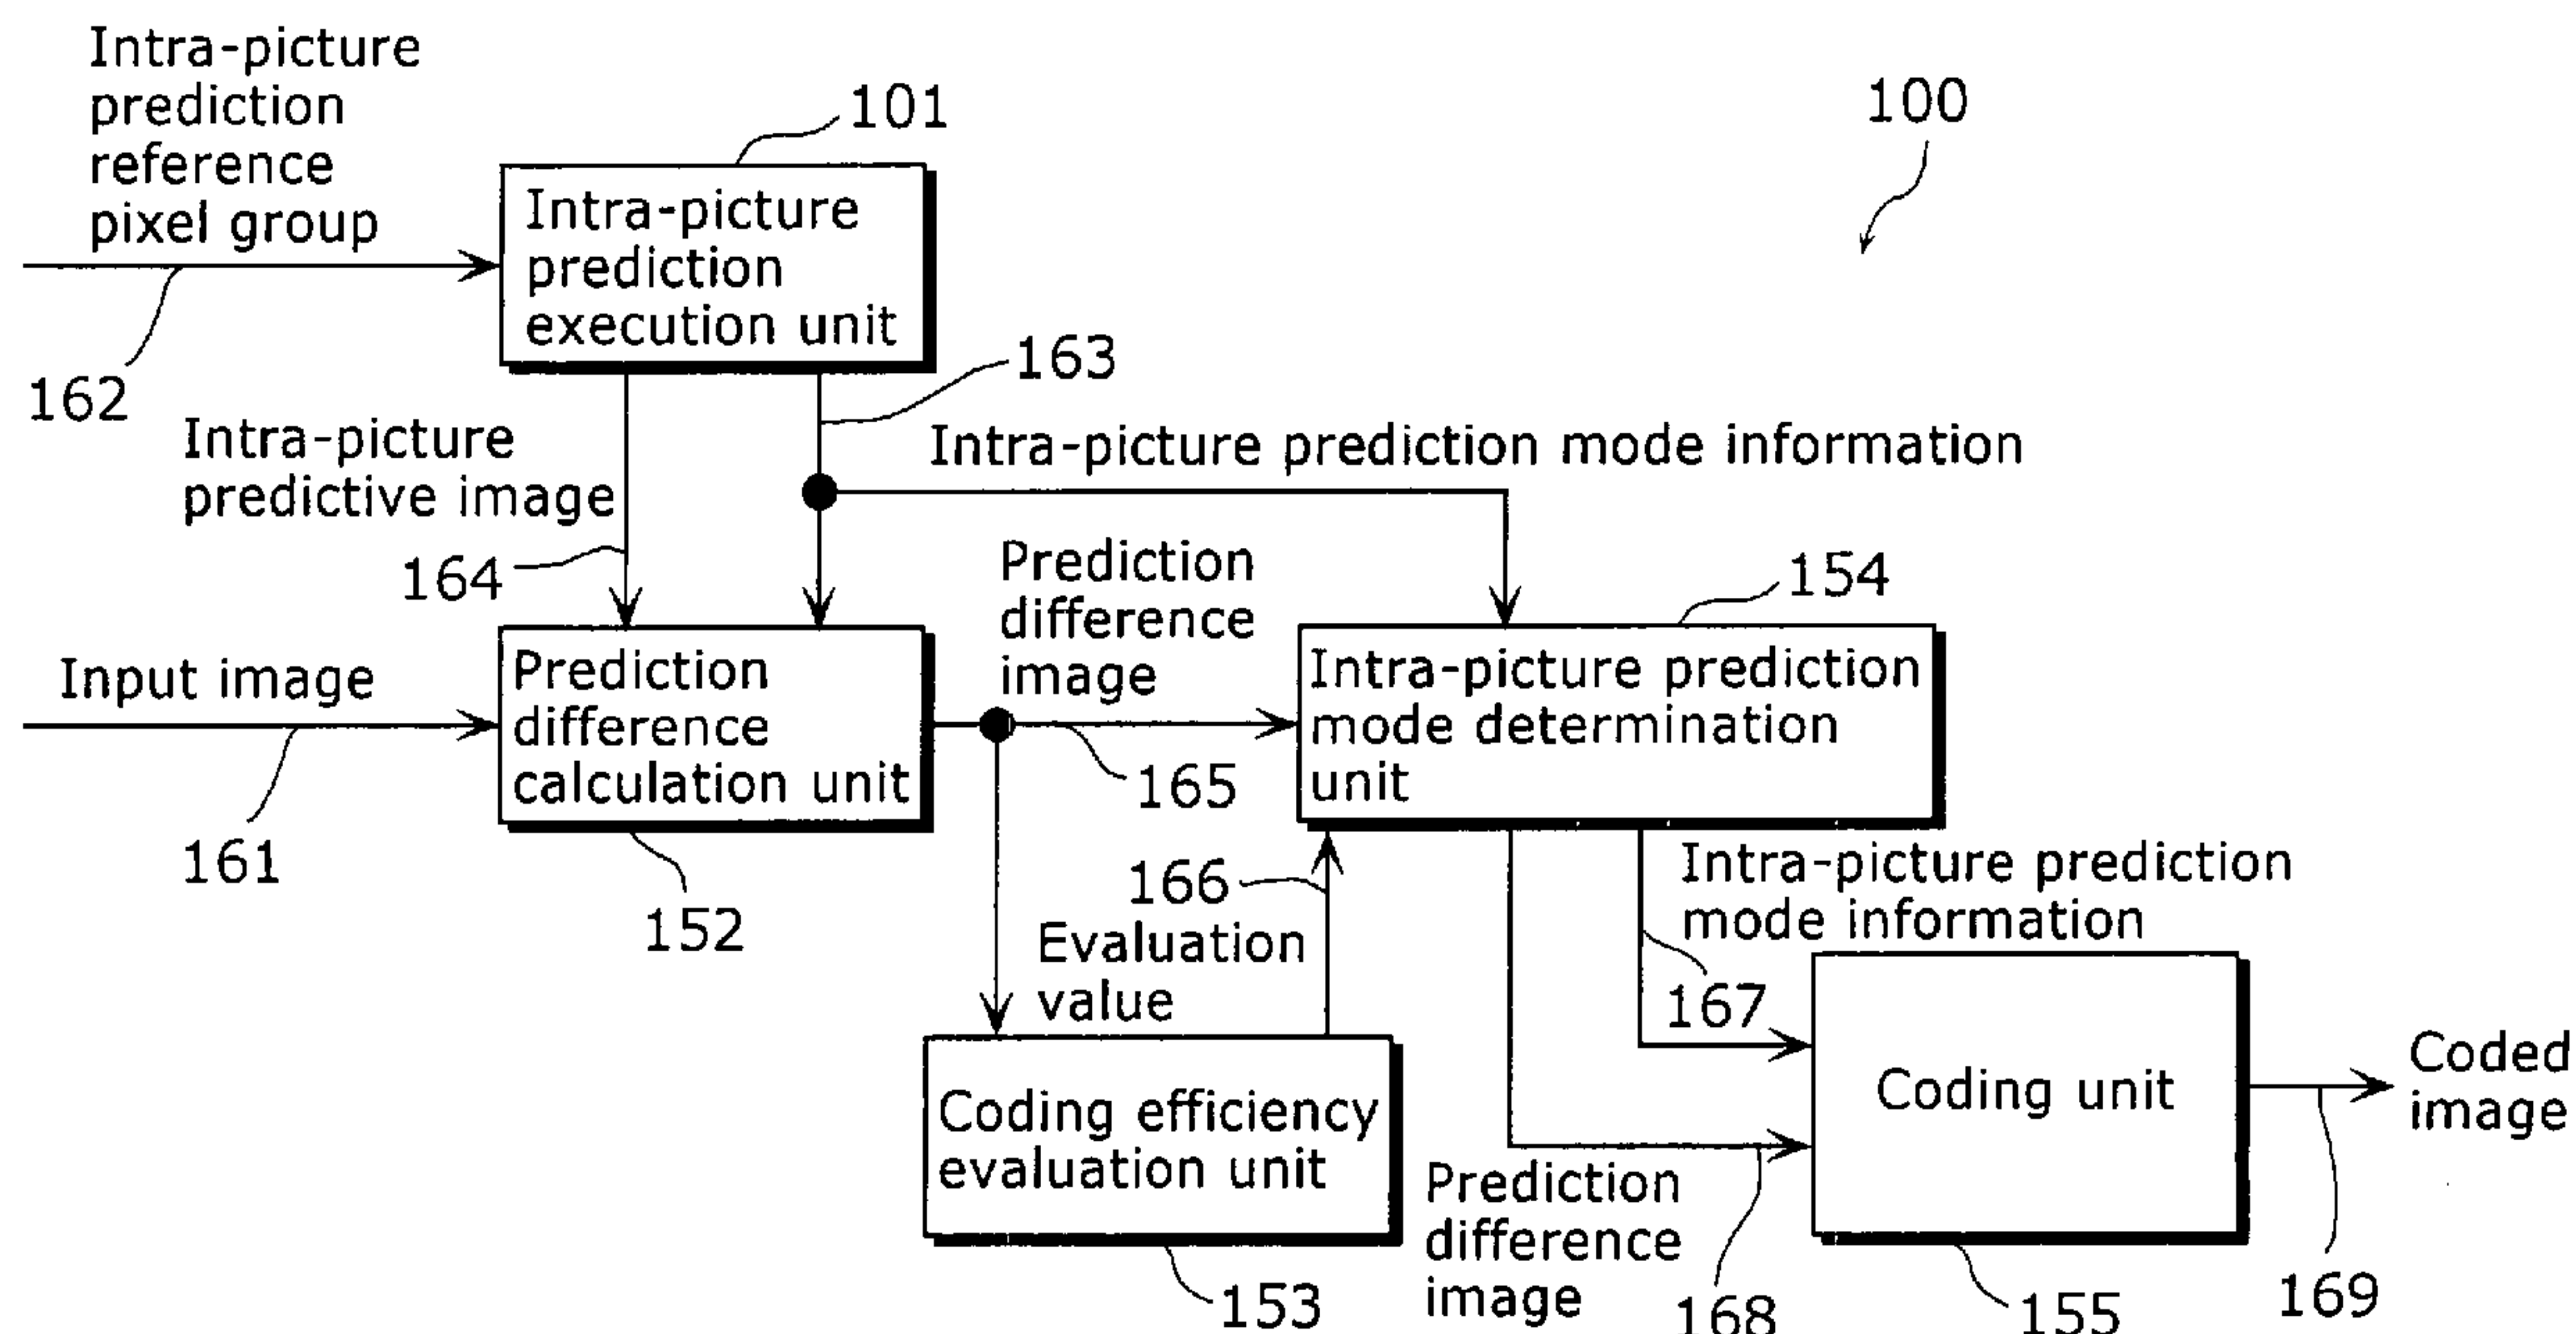 Intra-picture
prediction
reference
pixel group
162
101
Intra-picture
prediction
execution unit
100
163
Intra-picture
predictive image
164
Intra-picture prediction mode information
Input image
161
Prediction
difference
calculation unit
152
Prediction
difference
image
165
154
Intra-picture prediction
mode determination
unit
166
Evaluation
value
Intra-picture prediction
mode information
167
Coding efficiency
evaluation unit
153
Prediction
difference
image
168
Coding unit
155
Coded
image
169